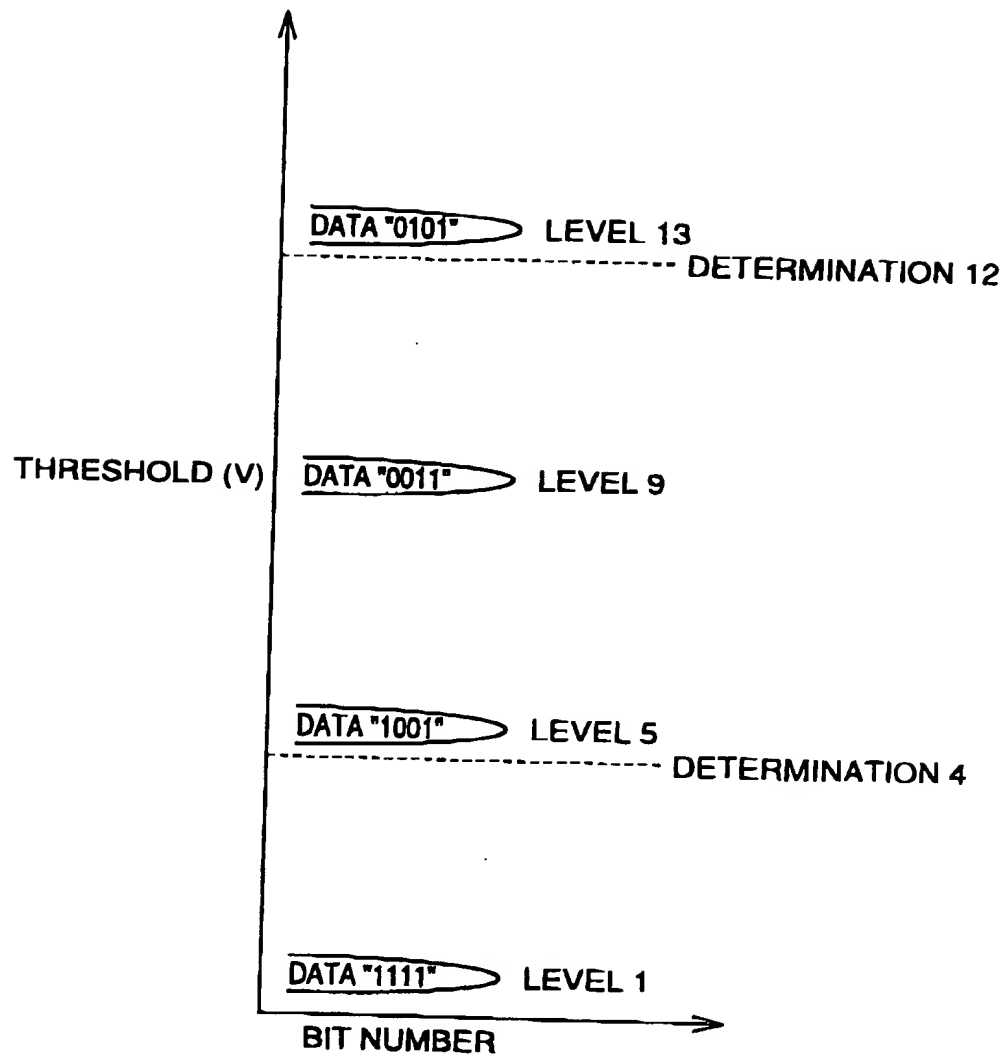 DATA "0101" LEVEL 13
DETERMINATION 12
THRESHOLD (V) DATA "0011" LEVEL 9
DATA "1001" LEVEL 5
DETERMINATION 4
DATA "1111" LEVEL 1
BIT NUMBER